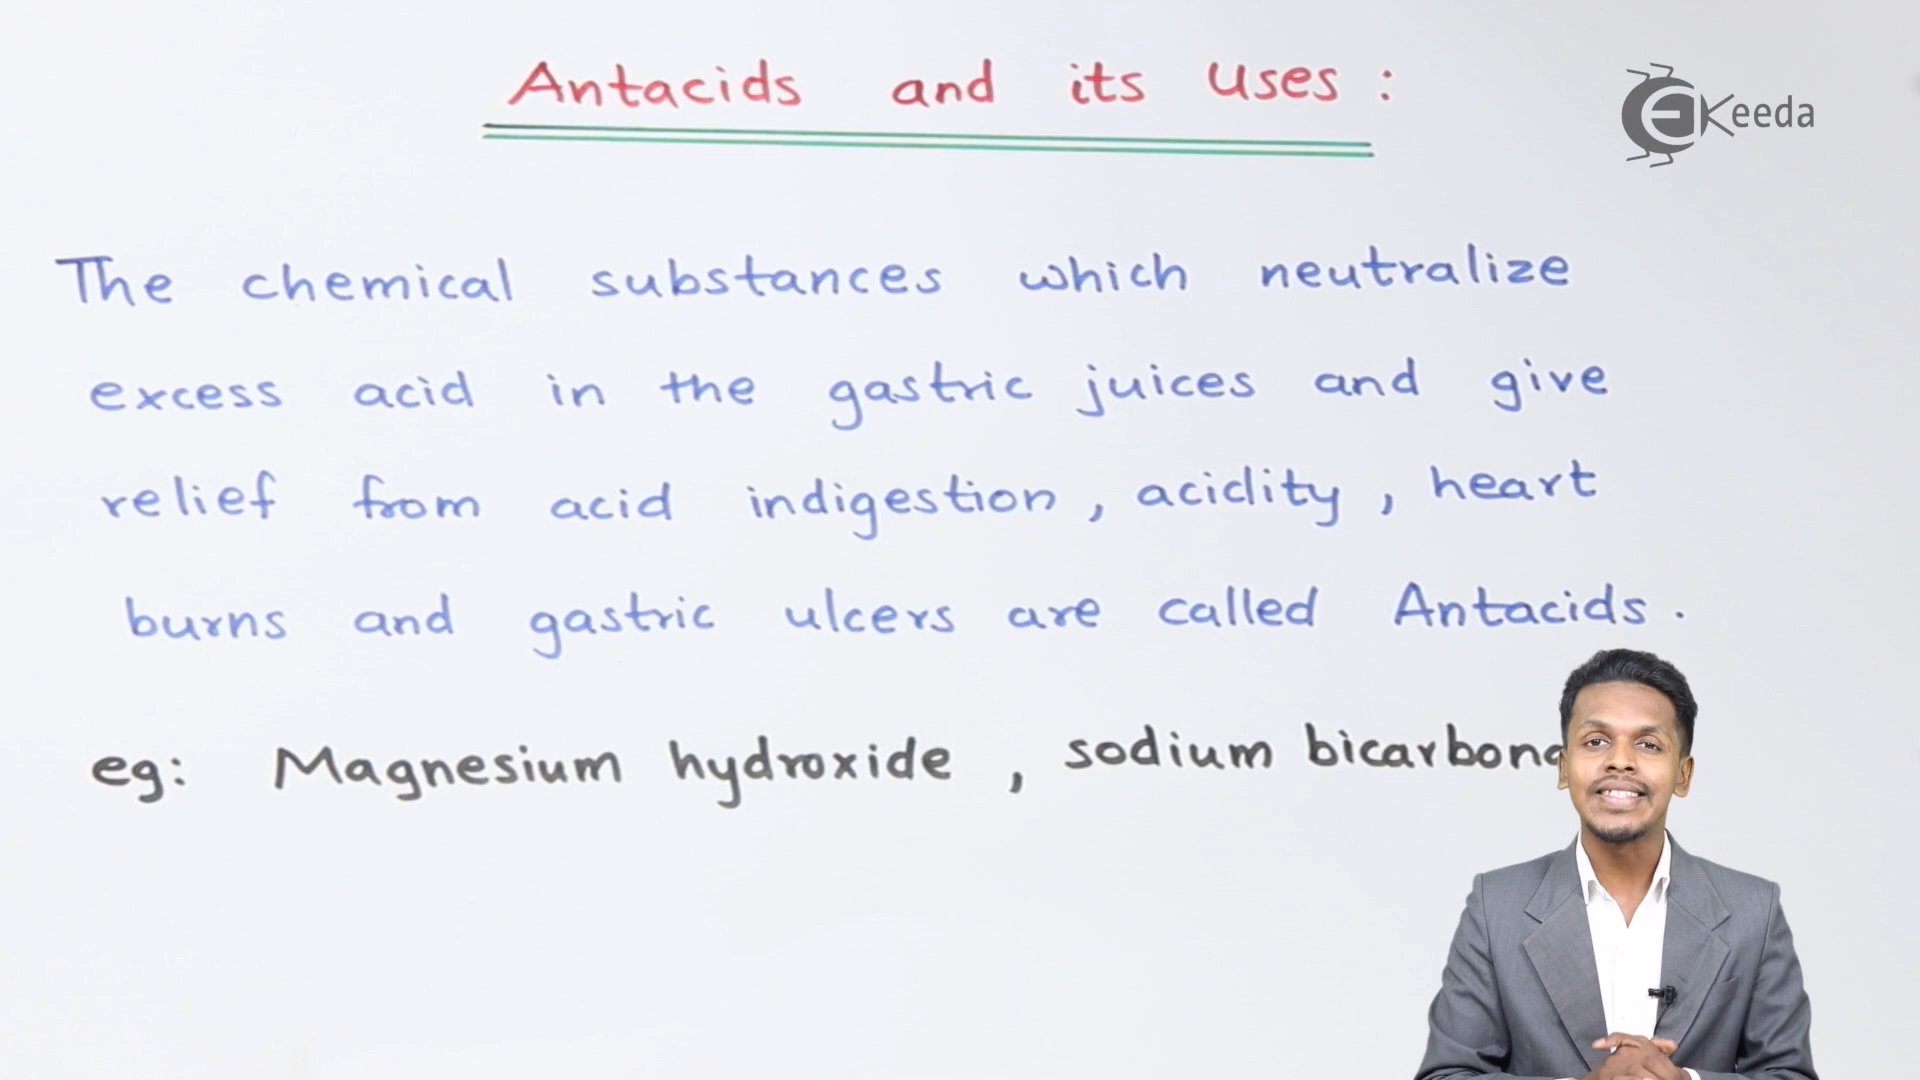 Antacids and its Uses :
EKeeda
The chemical substances which neutralize
excess acid in the gastric juices and give
relief from acid indigestion, acidity, heart
burns and gastric ulcers are called Antacids.
eg: Magnesium hydroxide, sodium